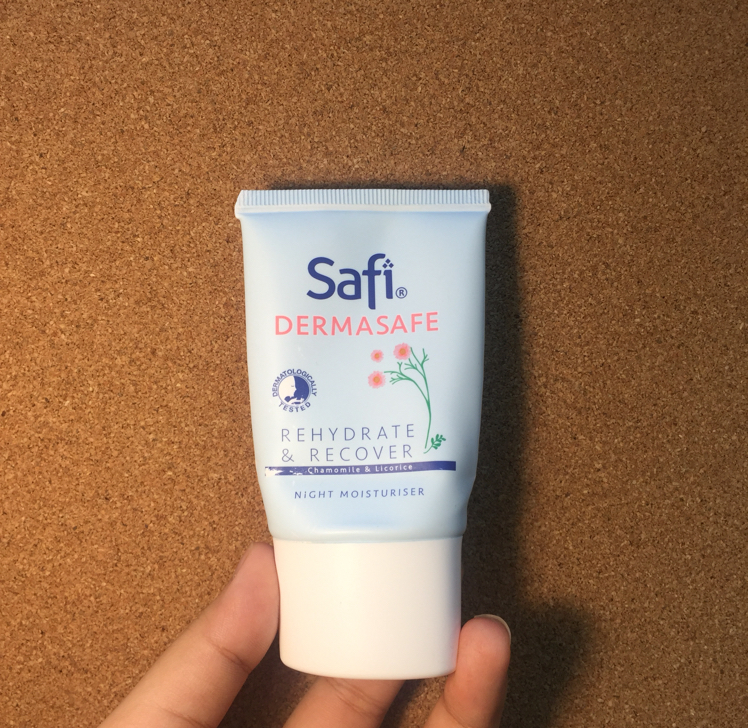 Safi®
DERMASAFE
DERMATOLOGICALLY
TESTED
REHYDRATE
& RECOVER
Chamomile & Licorice
NIGHT MOISTURISER